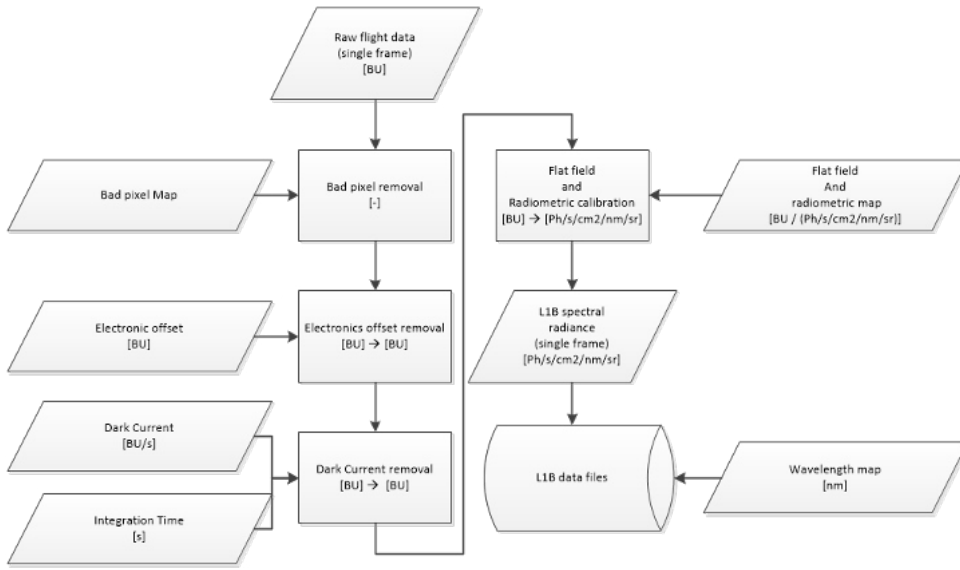 Raw flight data
(single frame)
[BU]
Bad pixel Map
Bad pixel removal
[-]
Electronic offset
[BU]
Electronics offset removal
[BU] → [BU]
Dark Current
[BU/s]
Integration Time
[s]
Dark Current removal
[BU] → [BU]
Flat field
and
Radiometric calibration
[BU] → [Ph/s/cm2/nm/sr]
Flat field
And
radiometric map
[BU / (Ph/s/cm2/nm/sr)]
L1B spectral
radiance
(single frame)
[Ph/s/cm2/nm/sr]
L1B data files
Wavelength map
[nm]